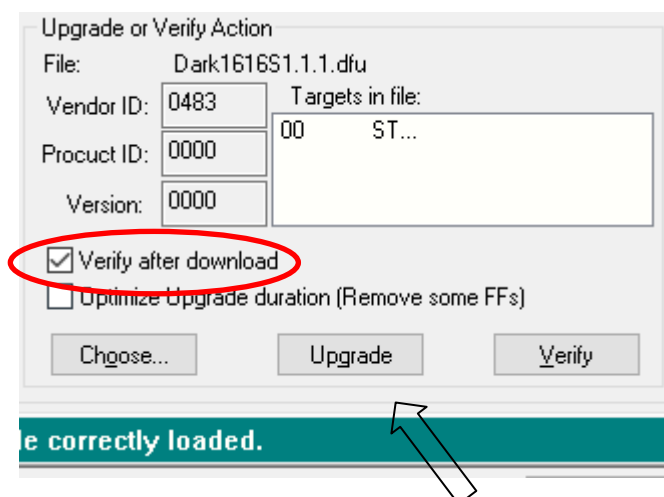 Upgrade or Verify Action
File: Dark1616S1.1.1.dfu
Vendor ID: 0483 Targets in file:
00 ST...
Procuct ID: 0000
Version: 0000
Verify after download
Optimize Upgrade duration (Remove some FFs)
Choose... Upgrade Verify
le correctly loaded.